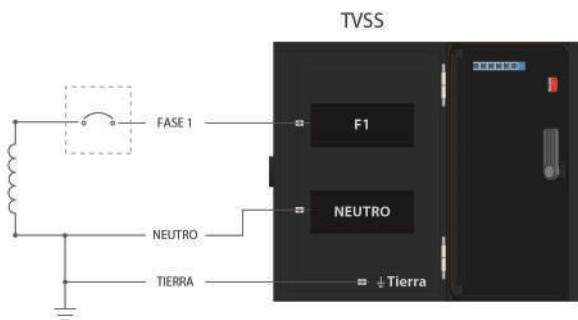 TVSS
FASE 1
F1
NEUTRO
NEUTRO
TIERRA
Tierra